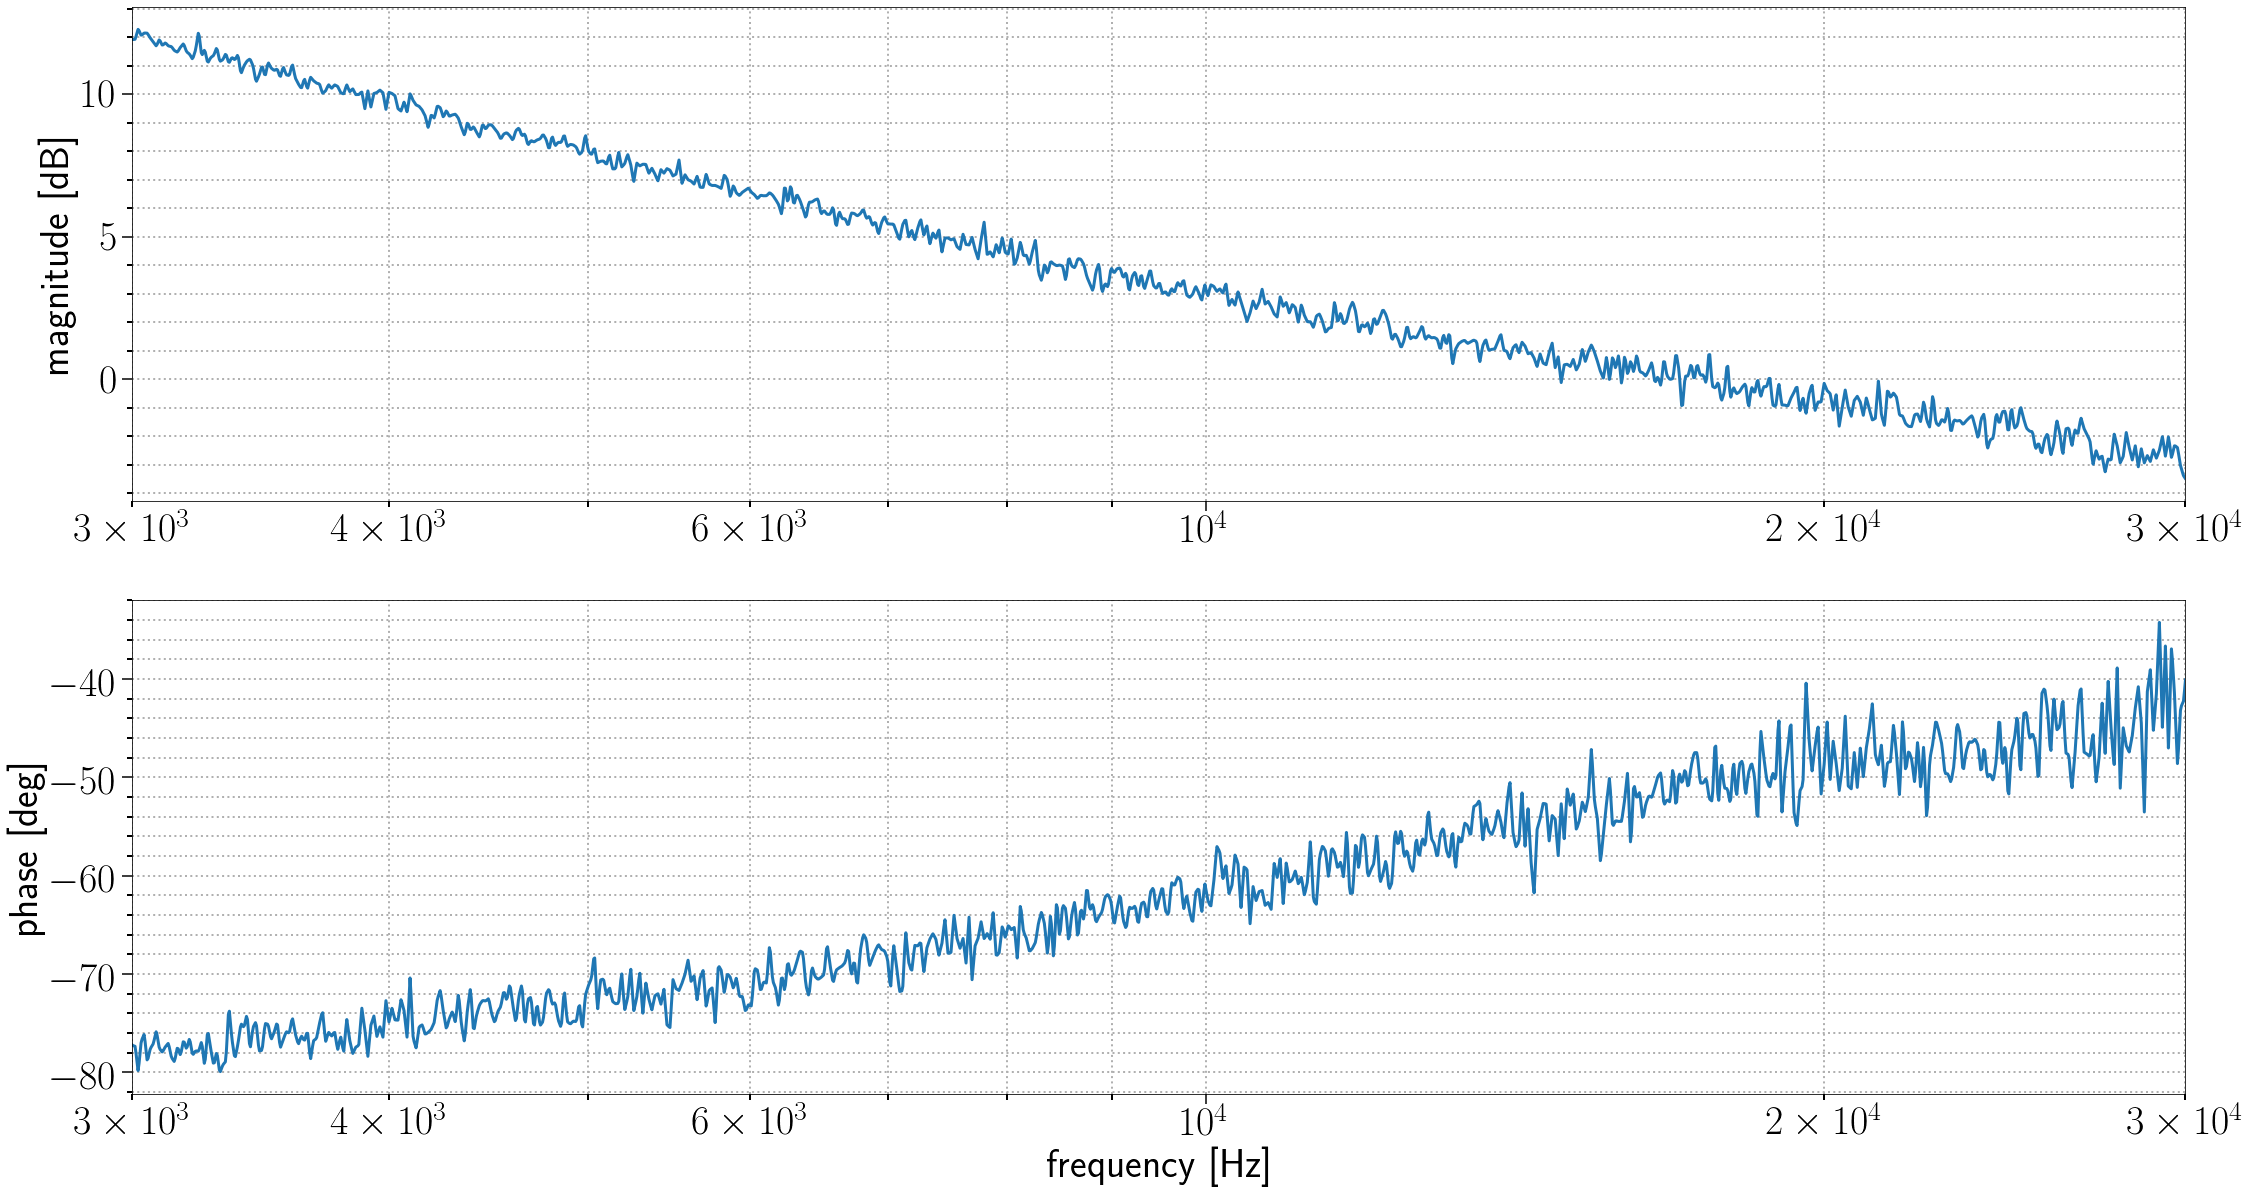 magnitude [dB]
10
5
0
3 × 10³
4 × 10³
6 × 10³
10⁴
2 × 10⁴
3 × 10⁴
phase [deg]
−40
−50
−60
−70
−80
3 × 10³
4 × 10³
6 × 10³
10⁴
2 × 10⁴
3 × 10⁴
frequency [Hz]